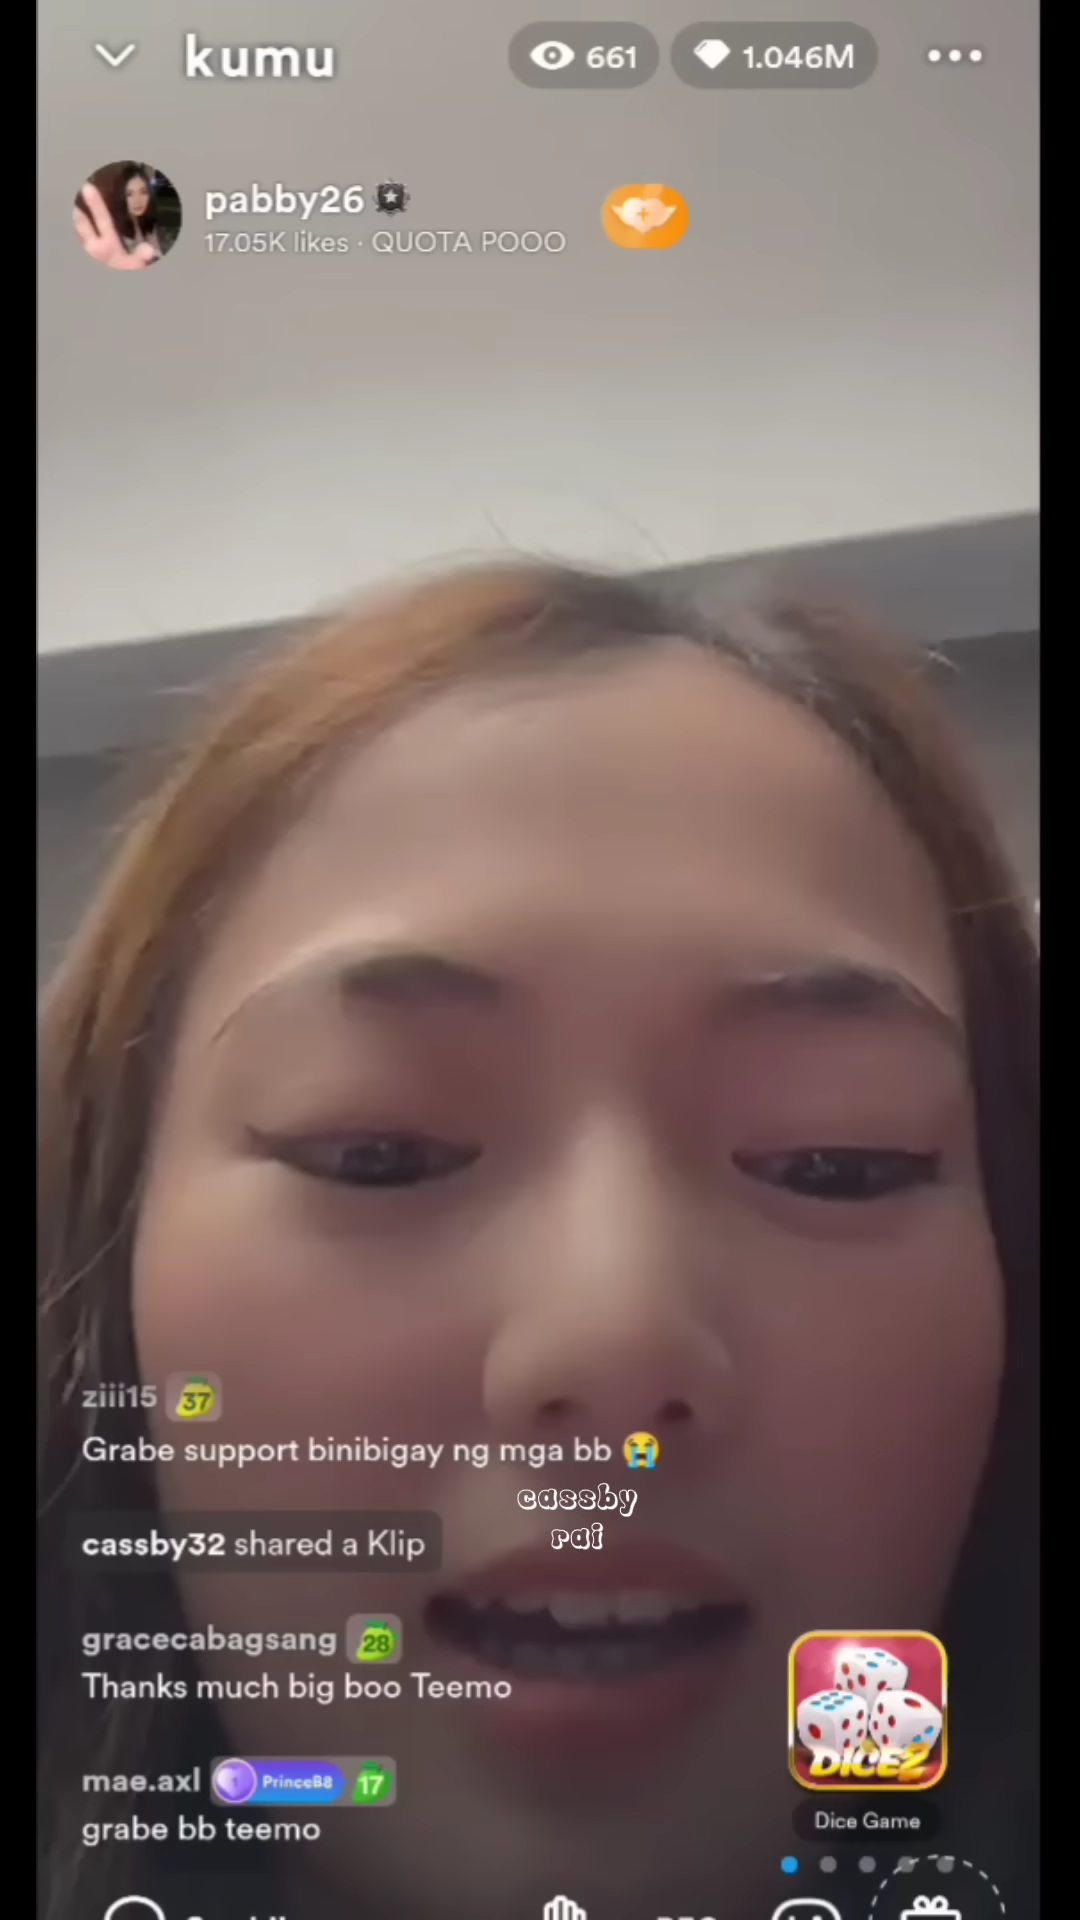 kumu
661
1.046M
pabby26
17.05K likes · QUOTA POOO
ziii15 37
Grabe support binibigay ng mga bb 😭
cassby
rai
cassby32 shared a Klip
gracecabagsang 28
Thanks much big boo Teemo
mae.axl 1 PrinceB8 17
grabe bb teemo
DICE2
Dice Game